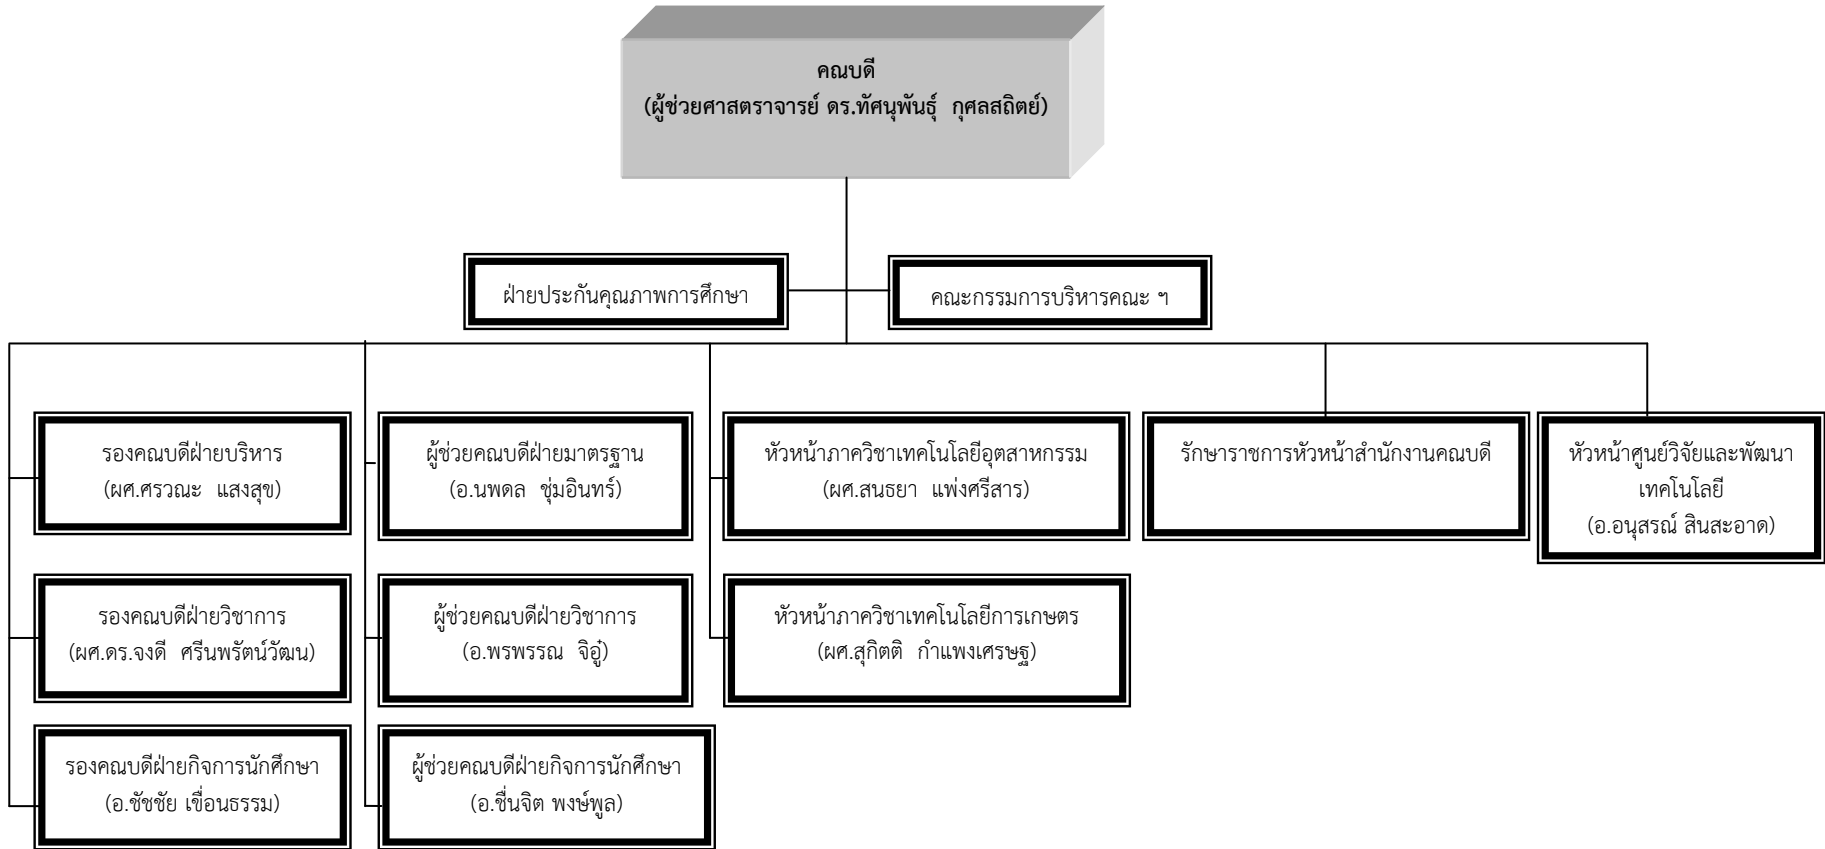 คณบดี
(ผู้ช่วยศาสตราจารย์ ดร.ทัศนุพันธุ์ กุศลสถิตย์)
ฝ่ายประกันคุณภาพการศึกษา
คณะกรรมการบริหารคณะ ฯ
รองคณบดีฝ่ายบริหาร
(ผศ.ศรวณะ แสงสุข)
ผู้ช่วยคณบดีฝ่ายมาตรฐาน
(อ.นพดล ชุ่มอินทร์)
หัวหน้าภาควิชาเทคโนโลยีอุตสาหกรรม
(ผศ.สนธยา แพ่งศรีสาร)
รักษาราชการหัวหน้าสำนักงานคณบดี
หัวหน้าศูนย์วิจัยและพัฒนา
เทคโนโลยี
(อ.อนุสรณ์ สินสะอาด)
รองคณบดีฝ่ายวิชาการ
(ผศ.ดร.จงดี ศรีนพรัตน์วัฒน)
ผู้ช่วยคณบดีฝ่ายวิชาการ
(อ.พรพรรณ จิอู๋)
หัวหน้าภาควิชาเทคโนโลยีการเกษตร
(ผศ.สุกิตติ กำแพงเศรษฐ)
รองคณบดีฝ่ายกิจการนักศึกษา
(อ.ชัชชัย เขื่อนธรรม)
ผู้ช่วยคณบดีฝ่ายกิจการนักศึกษา
(อ.ชื่นจิต พงษ์พูล)